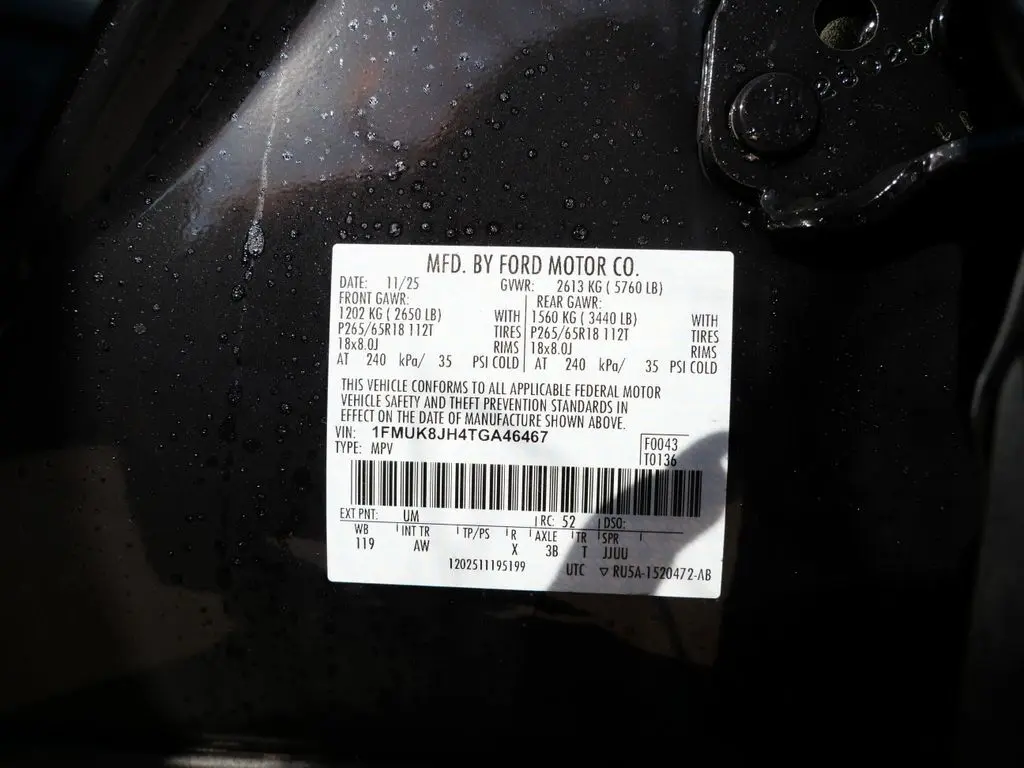 MFD. BY FORD MOTOR CO.
DATE: 11/25 GVWR: 2613 KG ( 5760 LB)
FRONT GAWR: REAR GAWR:
1202 KG ( 2650 LB) WITH 1560 KG ( 3440 LB) WITH
P265/65R18 112T TIRES P265/65R18 112T TIRES
18x8.0J RIMS 18x8.0J RIMS
AT 240 kPa/ 35 PSI COLD AT 240 kPa/ 35 PSI COLD
THIS VEHICLE CONFORMS TO ALL APPLICABLE FEDERAL MOTOR
VEHICLE SAFETY AND THEFT PREVENTION STANDARDS IN
EFFECT ON THE DATE OF MANUFACTURE SHOWN ABOVE.
VIN: 1FMUK8JH4TGA46467
TYPE: MPV
F0043
T0136
EXT PNT: UM RC: 52 DSO:
WB INT TR TP/PS R AXLE TR SPR
119 AW X 3B T JJUU
1202511195199 UTC ▽ RU5A-1520472-AB